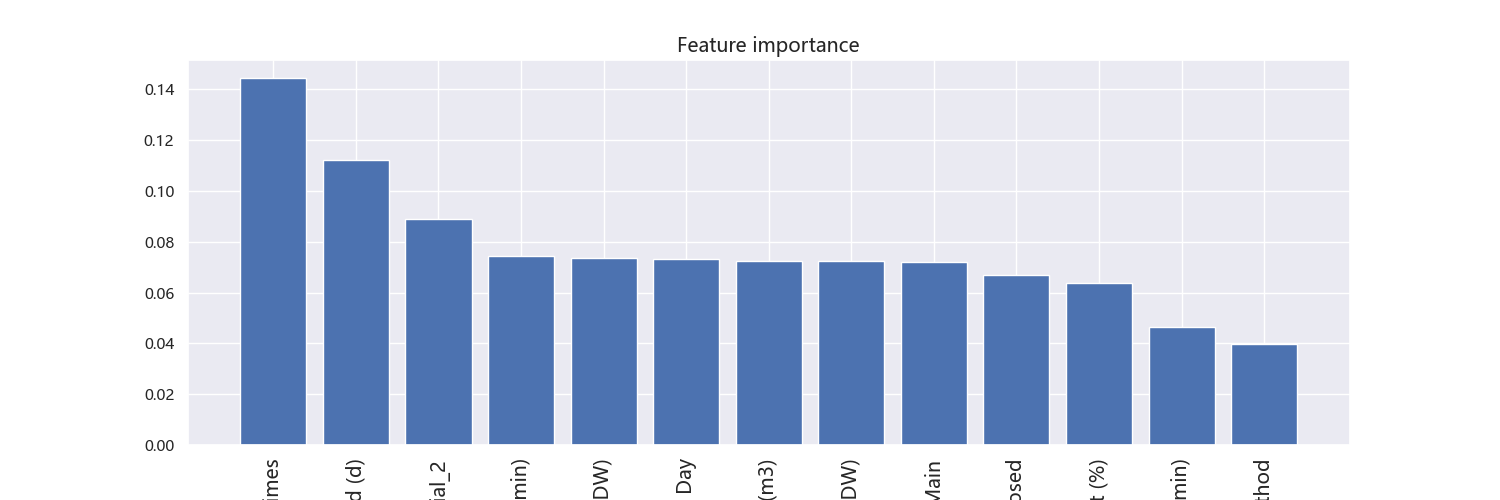 Feature importance
0.14
0.12
0.10
0.08
0.06
0.04
0.02
0.00
imes
d (d)
ial_2
min)
DW)
Day
(m3)
DW)
Main
osed
t (%)
min)
thod